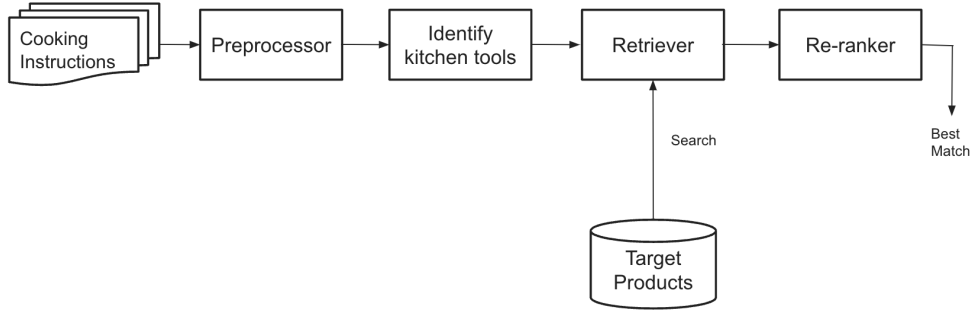 Cooking
Instructions
Preprocessor
Identify
kitchen tools
Retriever
Re-ranker
Best
Match
Search
Target
Products